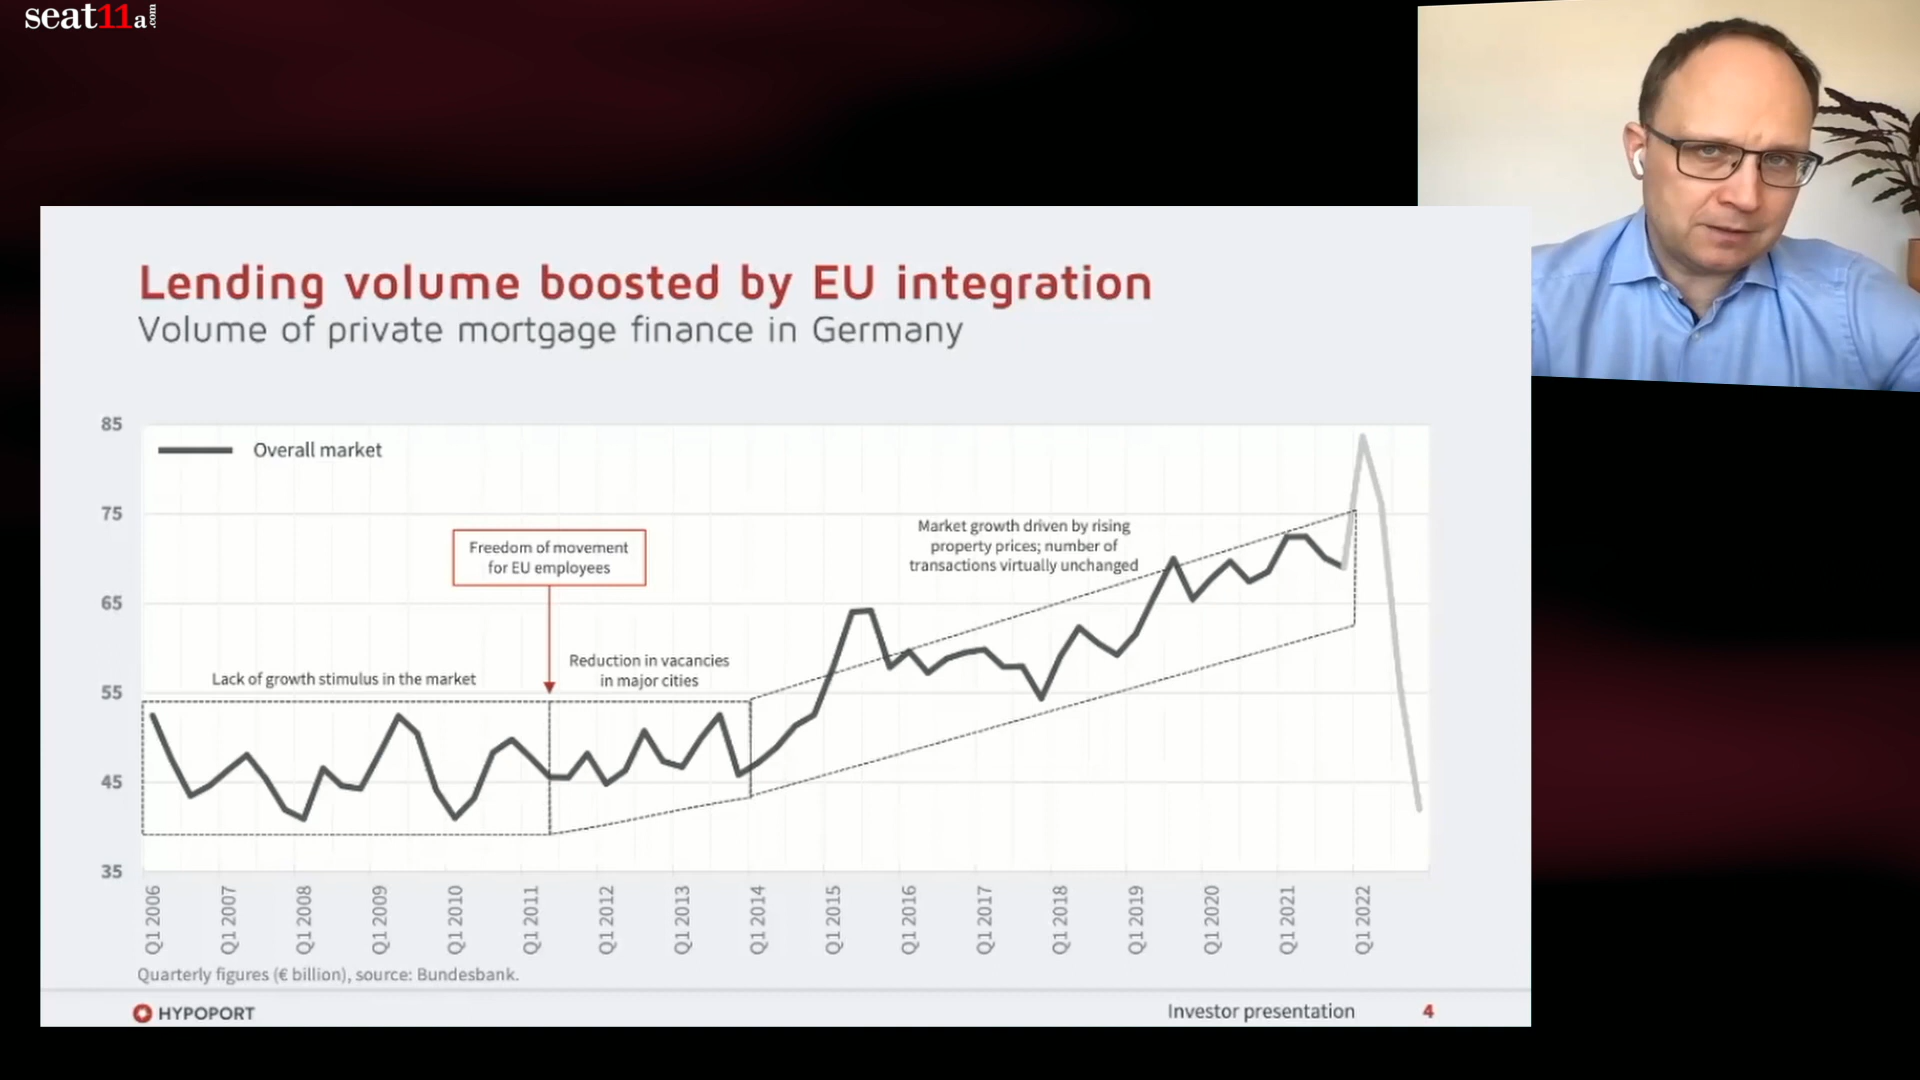 seat11a.com
Lending volume boosted by EU integration
Volume of private mortgage finance in Germany
85
75
65
55
45
35
Overall market
Freedom of movement
for EU employees
Market growth driven by rising
property prices; number of
transactions virtually unchanged
Lack of growth stimulus in the market
Reduction in vacancies
in major cities
Q1 2006
Q1 2007
Q1 2008
Q1 2009
Q1 2010
Q1 2011
Q1 2012
Q1 2013
Q1 2014
Q1 2015
Q1 2016
Q1 2017
Q1 2018
Q1 2019
Q1 2020
Q1 2021
Q1 2022
Quarterly figures (€ billion), source: Bundesbank.
HYPOPORT
Investor presentation
4